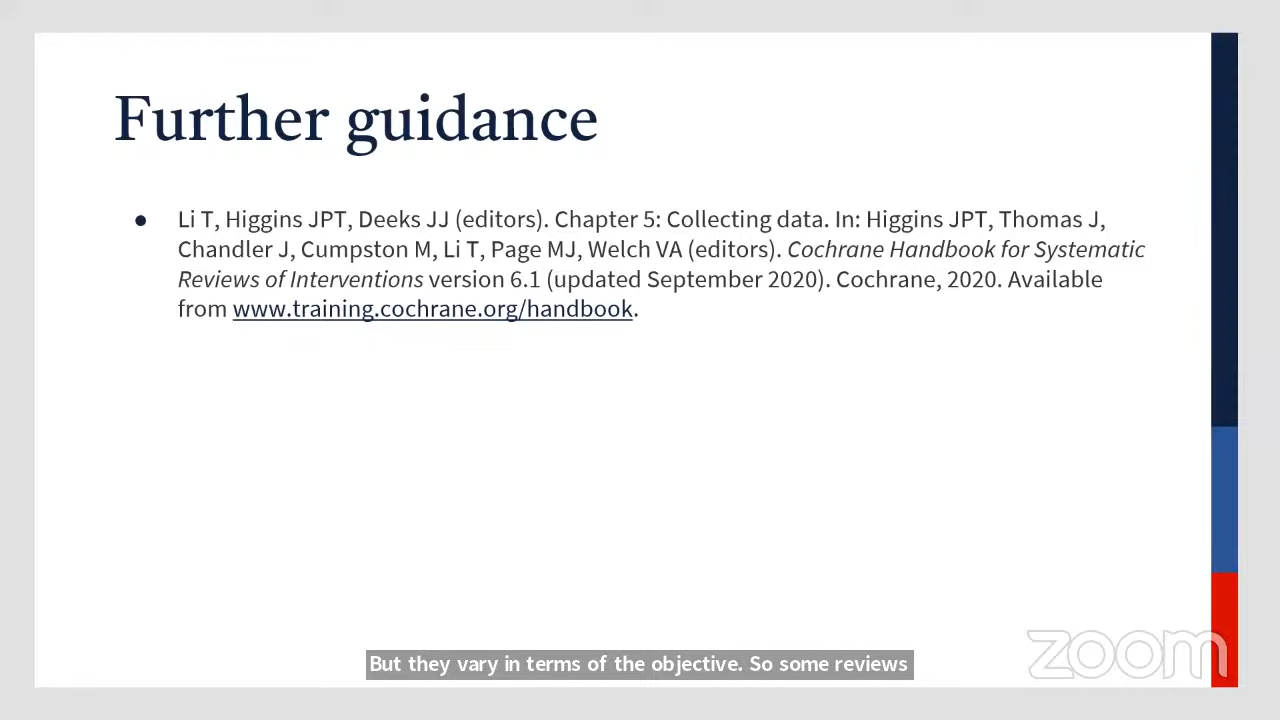 Further guidance
● Li T, Higgins JPT, Deeks JJ (editors). Chapter 5: Collecting data. In: Higgins JPT, Thomas J,
Chandler J, Cumpston M, Li T, Page MJ, Welch VA (editors). Cochrane Handbook for Systematic
Reviews of Interventions version 6.1 (updated September 2020). Cochrane, 2020. Available
from www.training.cochrane.org/handbook.
But they vary in terms of the objective. So some reviews
zoom